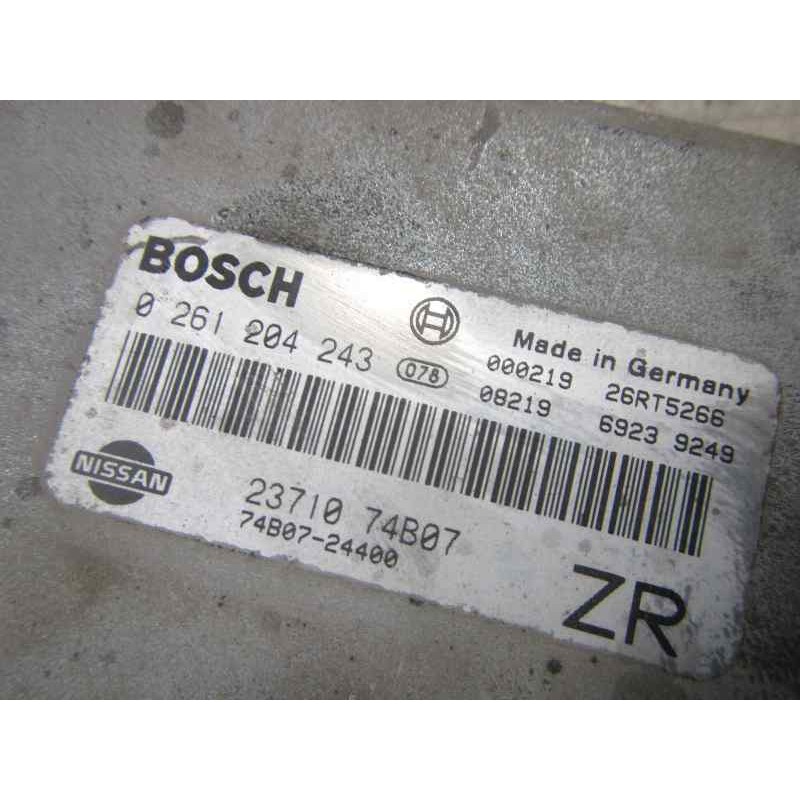 BOSCH
0 261 204 243
078
Made in Germany
000219 26RT5266
08219 6923 9249
NISSAN
23710 74B07
74B07-24400
ZR